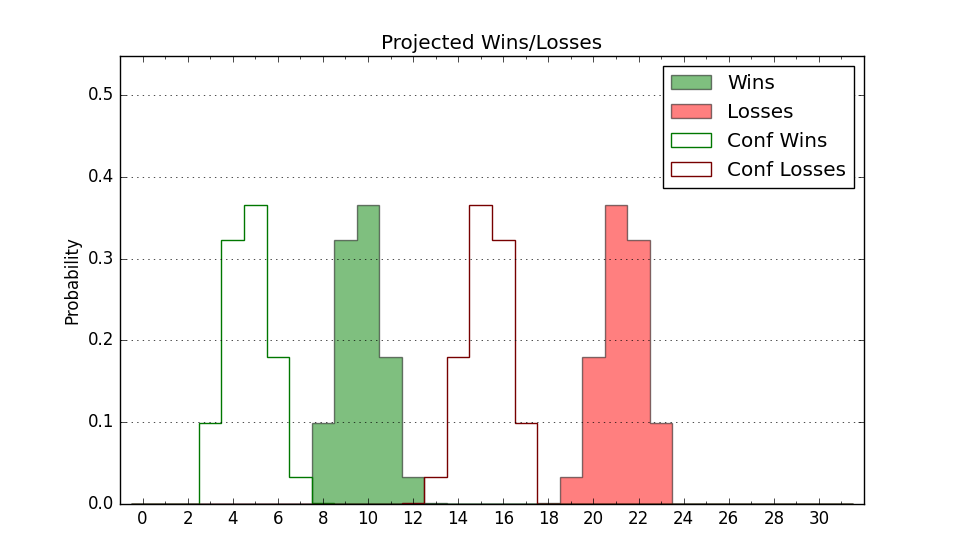 Projected Wins/Losses
Wins
Losses
Conf Wins
Conf Losses
Probability
0.5
0.4
0.3
0.2
0.1
0.0
0 2 4 6 8 10 12 14 16 18 20 22 24 26 28 30